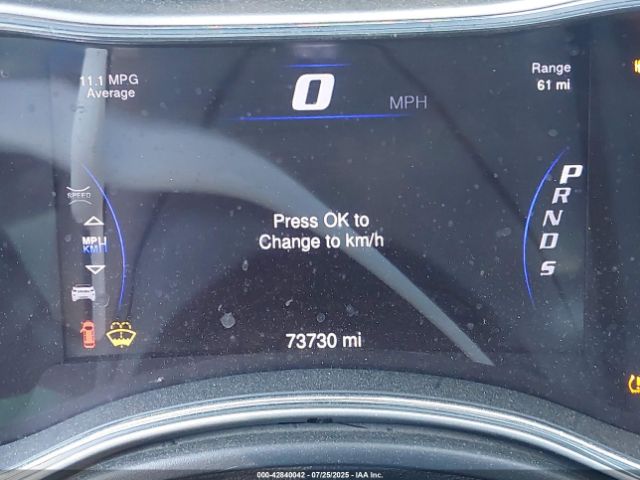 11.1 MPG
Average
0
MPH
Range
61 mi
P
R
N
D
S
SPEED
MPH
KM/H
Press OK to
Change to km/h
73730 mi
000-42840042 - 07/25/2025 - IAA Inc.